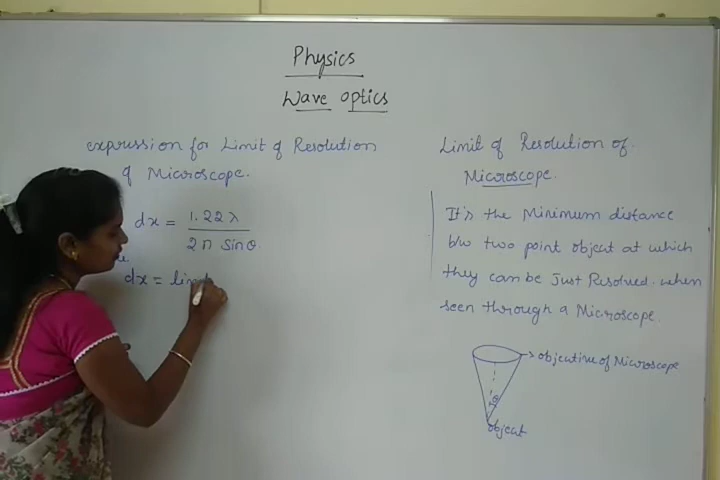 Physics
Wave optics
expression for Limit of Resolution
of Microscope.
dx = 1.22λ / 2n sinθ
dx =
Limit of Resolution of
Microscope.
It's the Minimum distance
b/w two point object at which
they can be Just Resolved when
seen through a Microscope
objective of Microscope
θ
object